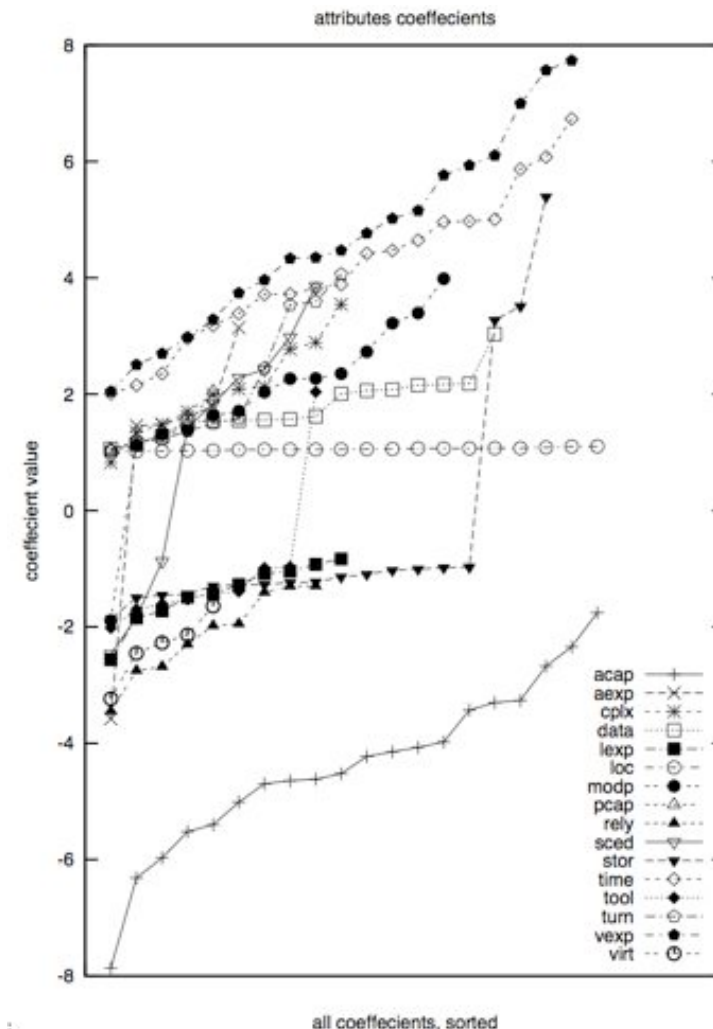 attributes coeffecients
8
6
4
2
0
-2
-4
-6
-8
coeffecient value
acap
aexp
cplx
data
lexp
loc
modp
pcap
rely
sced
stor
time
tool
turn
vexp
virt
all coeffecients, sorted